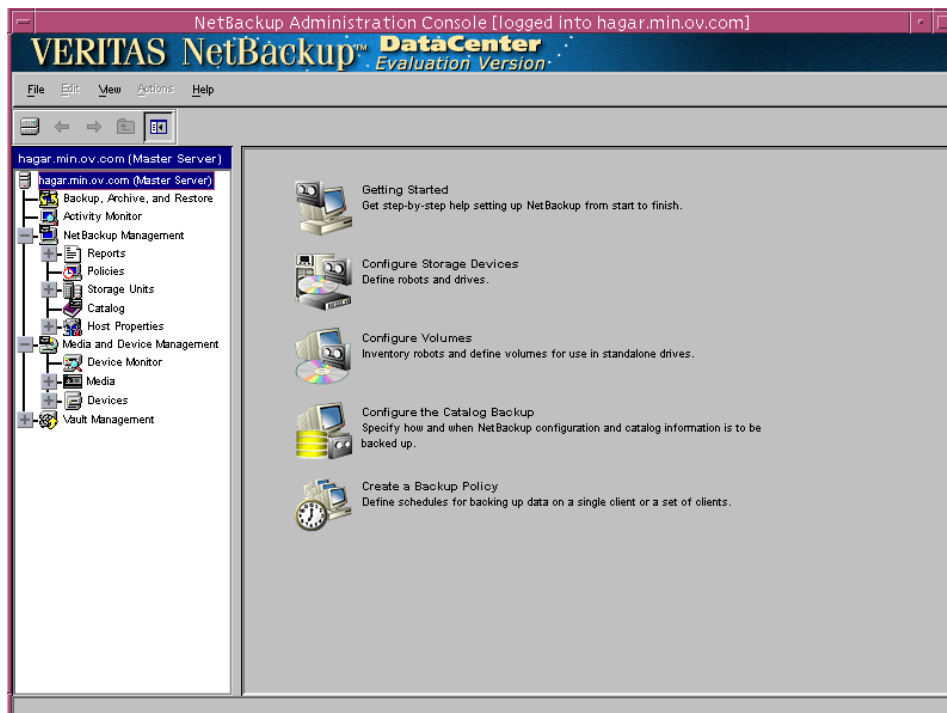 NetBackup Administration Console [logged into hagar.min.ov.com]
VERITAS NetBackup™ DataCenter
Evaluation Version
File Edit View Actions Help
hagar.min.ov.com (Master Server)
hagar.min.ov.com (Master Server)
Backup, Archive, and Restore
Activity Monitor
NetBackup Management
Reports
Policies
Storage Units
Catalog
Host Properties
Media and Device Management
Device Monitor
Media
Devices
Vault Management
Getting Started
Get step-by-step help setting up NetBackup from start to finish.
Configure Storage Devices
Define robots and drives.
Configure Volumes
Inventory robots and define volumes for use in standalone drives.
Configure the Catalog Backup
Specify how and when NetBackup configuration and catalog information is to be
backed up.
Create a Backup Policy
Define schedules for backing up data on a single client or a set of clients.